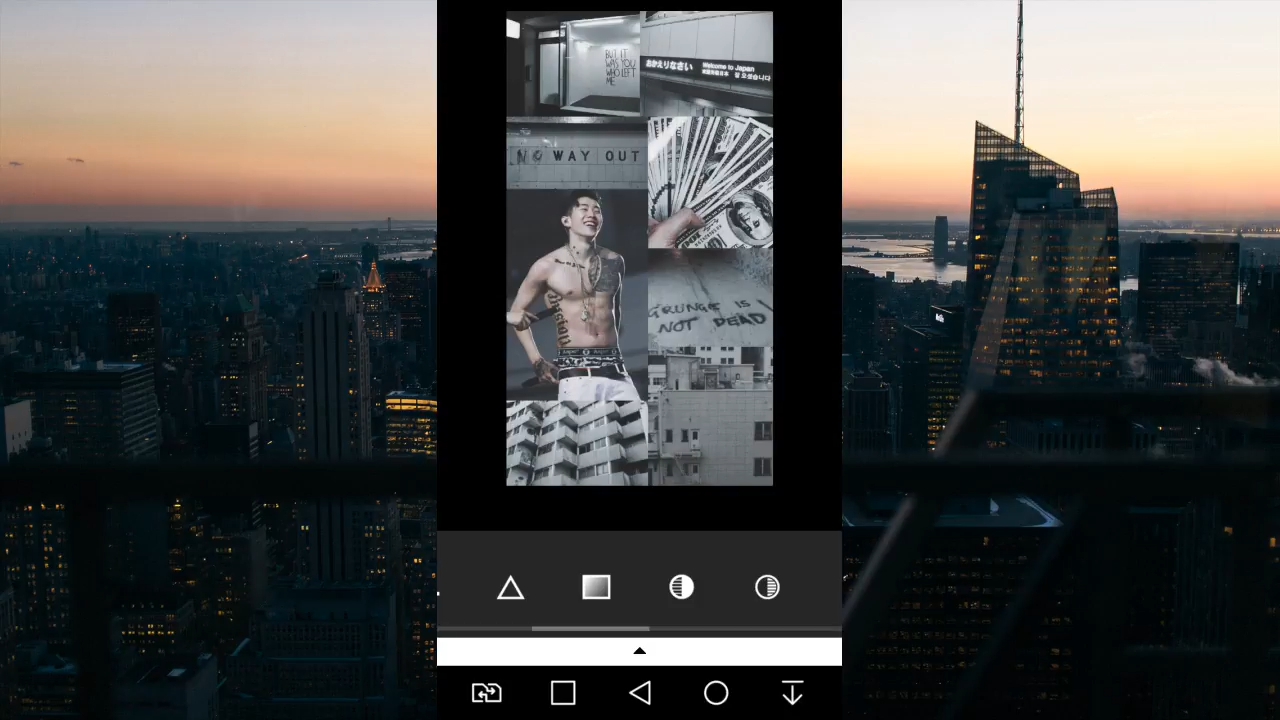 BUT IT
WAS YOU
WHO LEFT
ME
おかえりなさい
Welcome to Japan
NO WAY OUT
GRUNGE IS
NOT DEAD